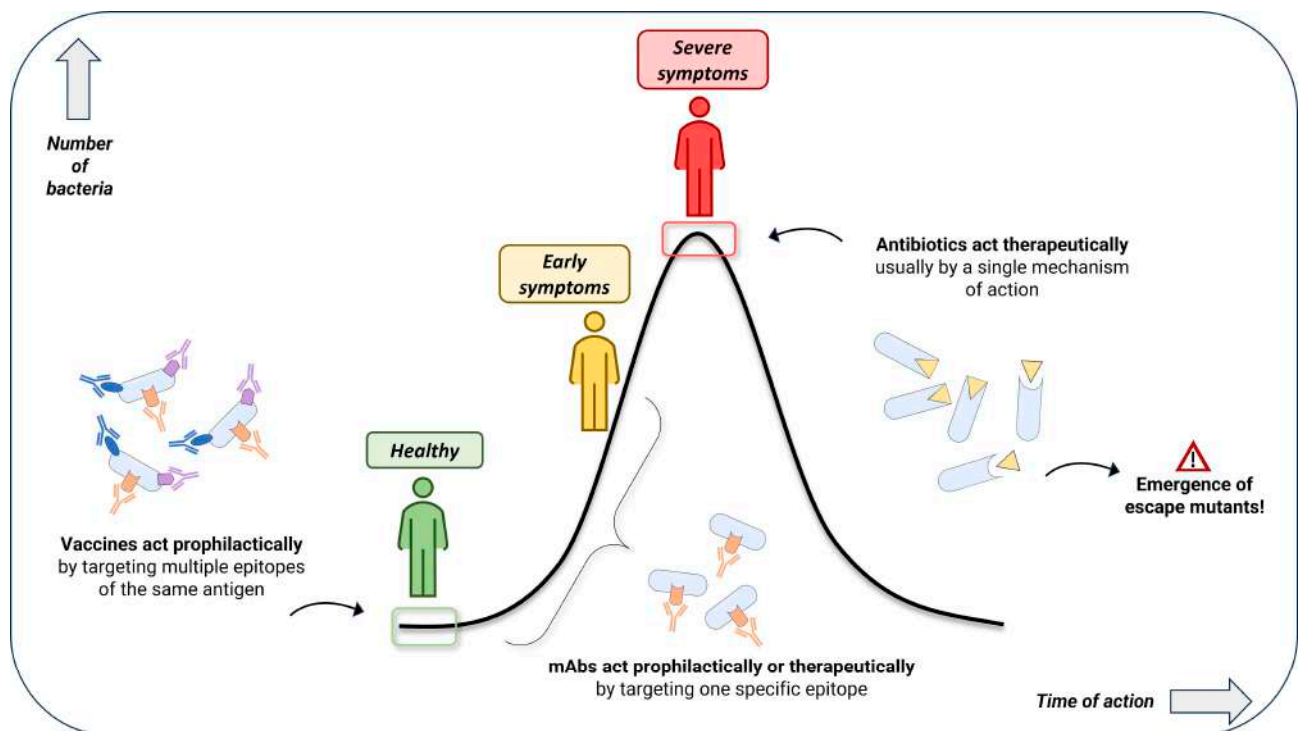 Number
of
bacteria
Severe
symptoms
Early
symptoms
Healthy
Vaccines act prophilactically
by targeting multiple epitopes
of the same antigen
Antibiotics act therapeutically
usually by a single mechanism
of action
Emergence of
escape mutants!
mAbs act prophilactically or therapeutically
by targeting one specific epitope
Time of action